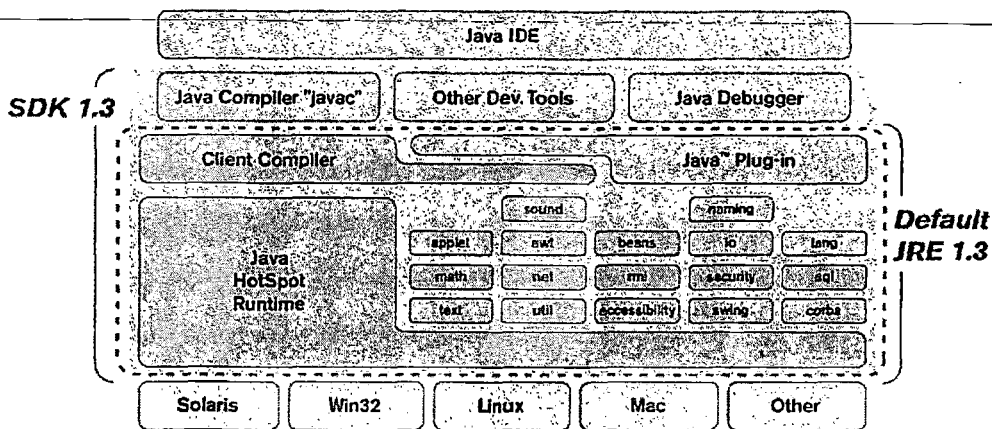 Java IDE
SDK 1.3
Java Compiler "javac"
Other Dev. Tools
Java Debugger
Client Compiler
Java™ Plug-in
sound
naming
Default
JRE 1.3
applet
awt
beans
io
lang
math
net
rmi
security
sql
text
util
accessibility
swing
corba
Java
HotSpot
Runtime
Solaris
Win32
Linux
Mac
Other